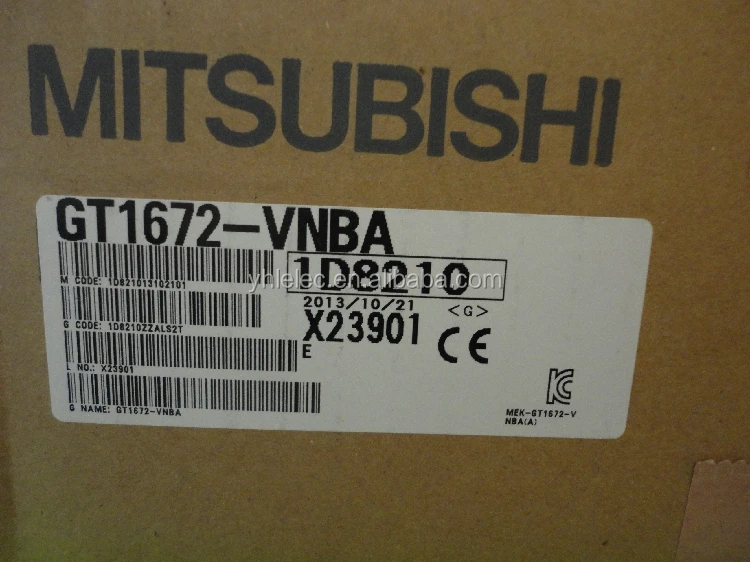 MITSUBISHI
GT1672-VNBA
1D8210
M CODE: 1D821013102101
2013/10/21
<G>
G CODE: 1D8210ZZALS2T
X23901
E
CE
L NO.: X23901
G NAME: GT1672-VNBA
MEK-GT1672-V
NBA(A)